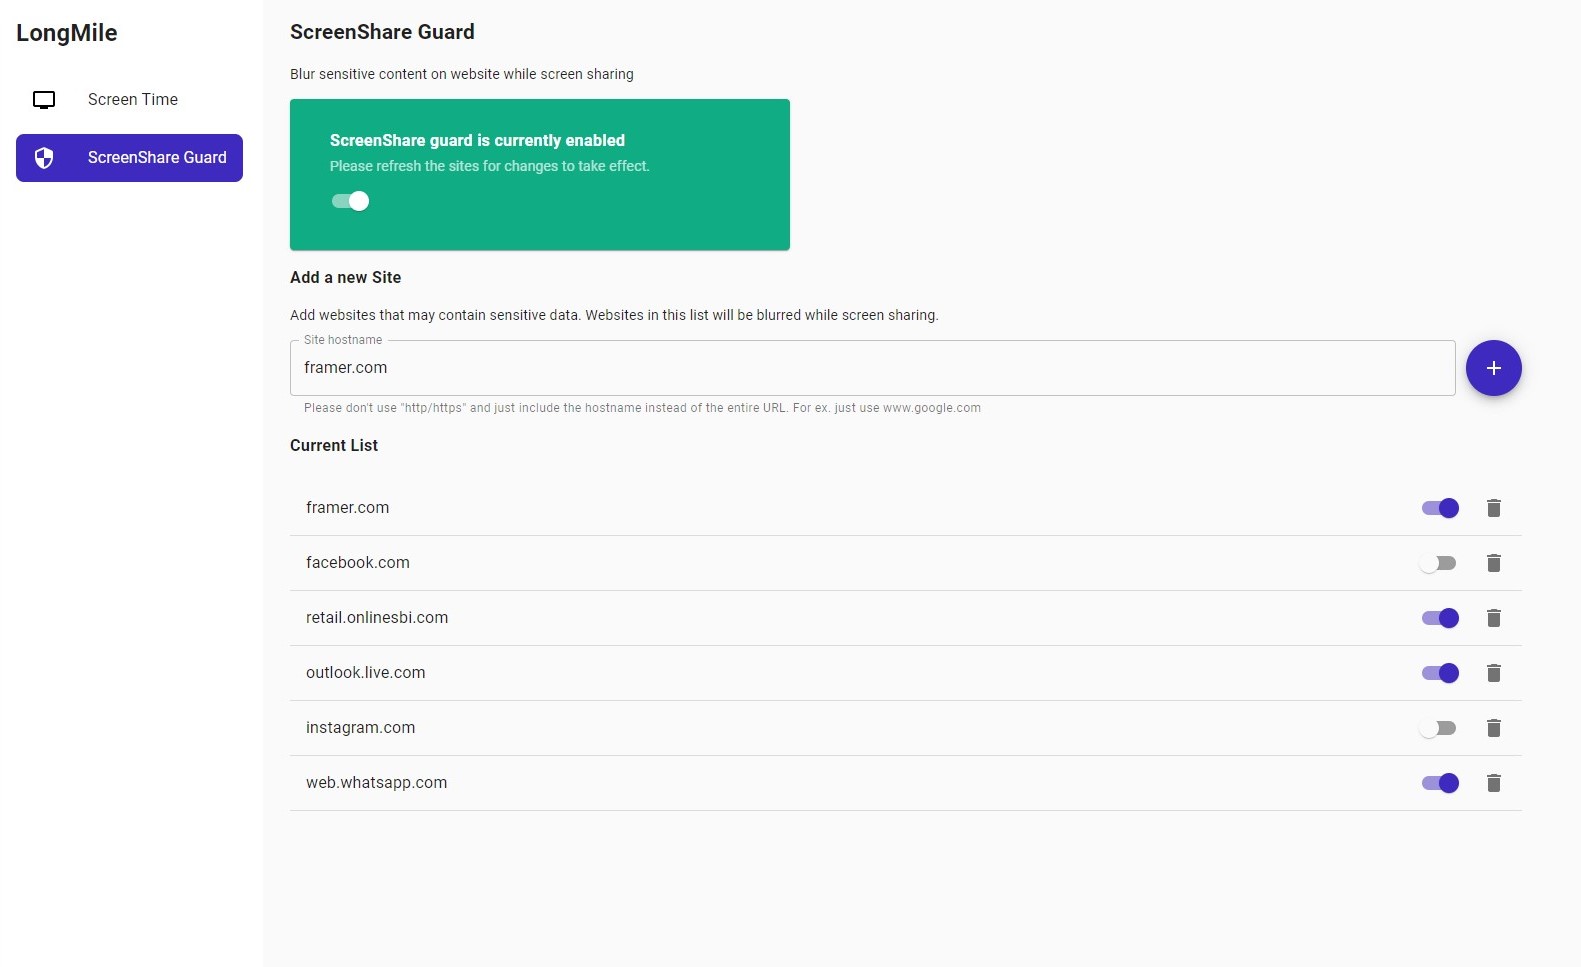 LongMile
Screen Time
ScreenShare Guard
ScreenShare Guard
Blur sensitive content on website while screen sharing
ScreenShare guard is currently enabled
Please refresh the sites for changes to take effect.
Add a new Site
Add websites that may contain sensitive data. Websites in this list will be blurred while screen sharing.
Site hostname
framer.com
Please don't use "http/https" and just include the hostname instead of the entire URL. For ex. just use www.google.com
Current List
framer.com
facebook.com
retail.onlinesbi.com
outlook.live.com
instagram.com
web.whatsapp.com